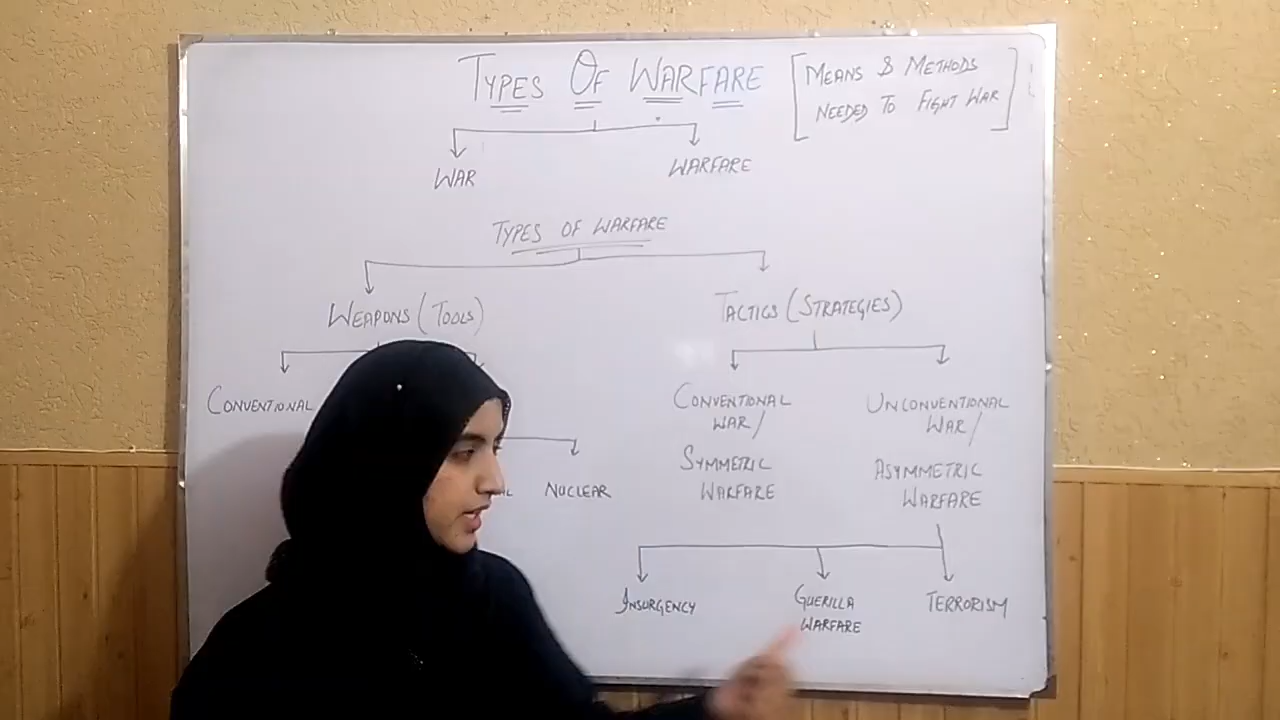 TYPES OF WARFARE
[MEANS & METHODS
NEEDED TO FIGHT WAR]
WAR
WARFARE
TYPES OF WARFARE
WEAPONS (TOOLS)
TACTICS (STRATEGIES)
CONVENTIONAL
CONVENTIONAL
WAR/
SYMMETRIC
WARFARE
UNCONVENTIONAL
WAR/
ASYMMETRIC
WARFARE
NUCLEAR
INSURGENCY
GUERILLA
WARFARE
TERRORISM